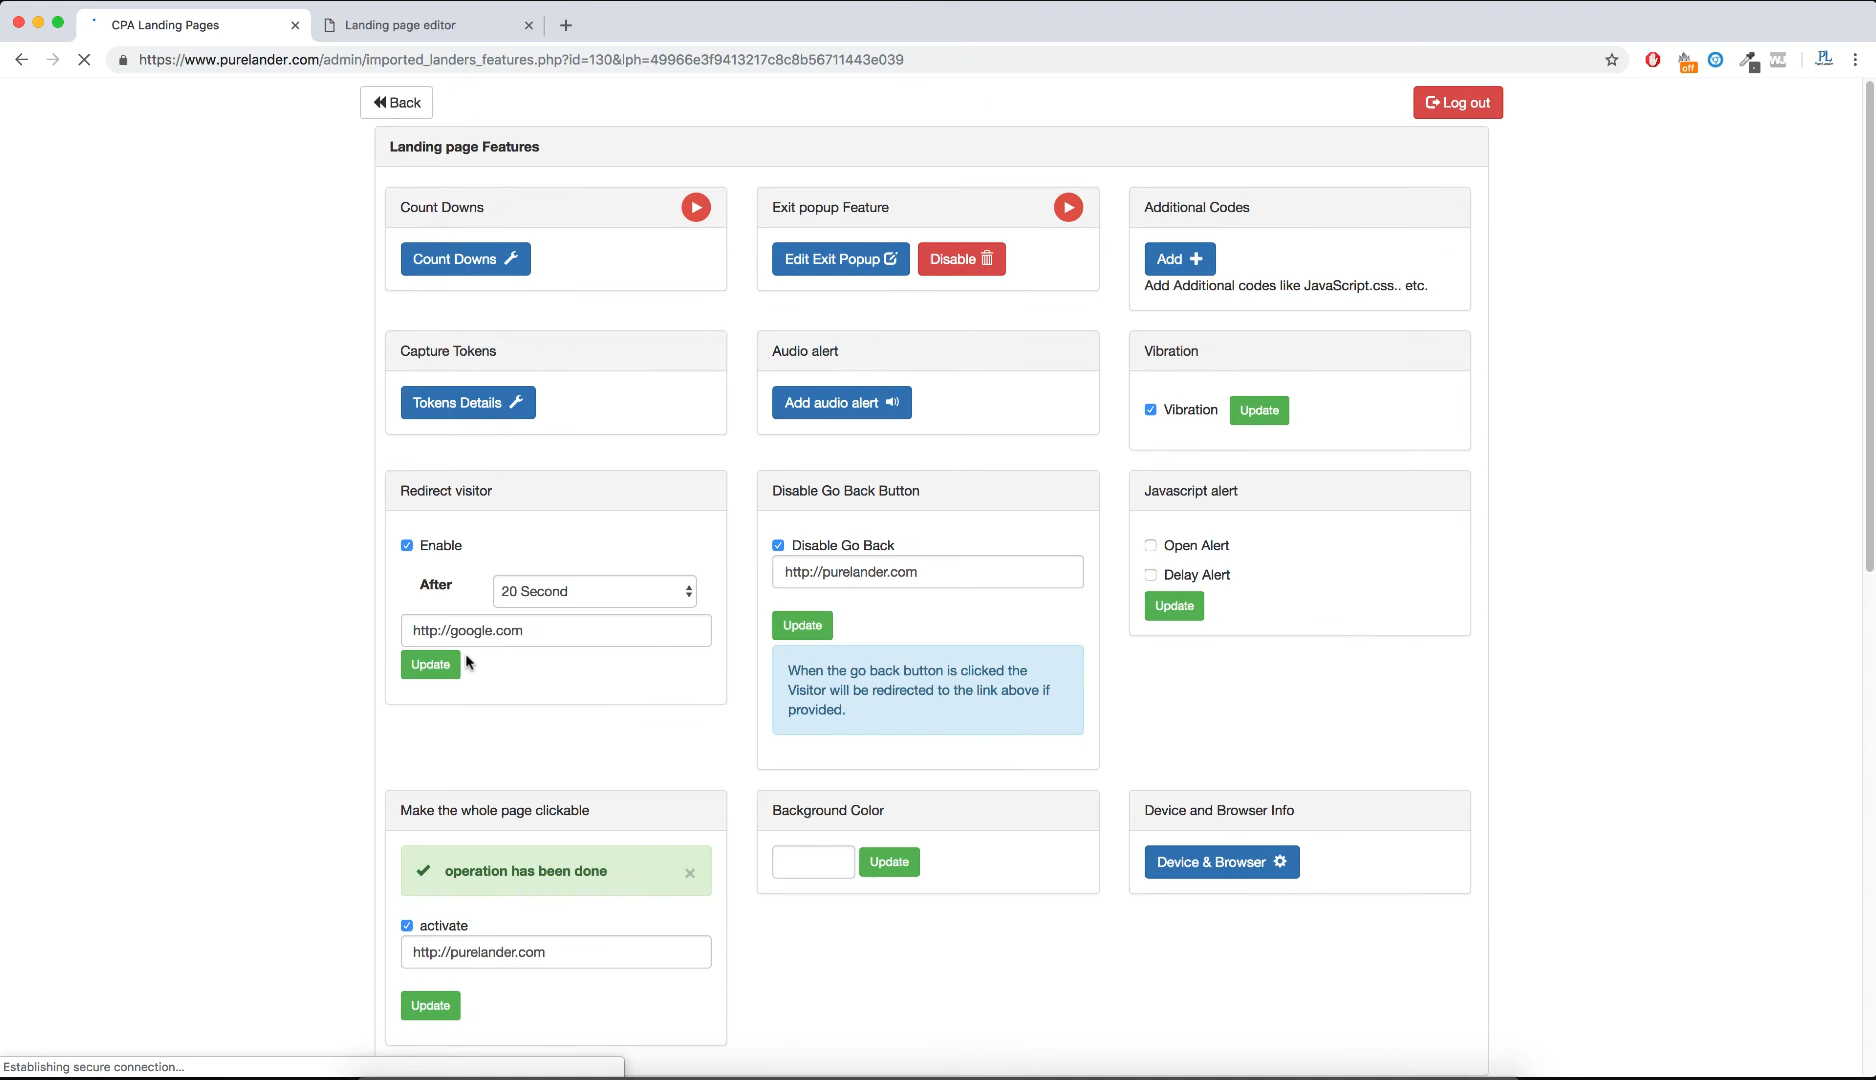 CPA Landing Pages
Landing page editor
https://www.purelander.com/admin/imported_landers_features.php?id=130&lph=49966e3f9413217c8c8b56711443e039
off
WJ
PL
Back
Log out
Landing page Features
Count Downs
Exit popup Feature
Additional Codes
Count Downs
Edit Exit Popup
Disable
Add
Add Additional codes like JavaScript.css.. etc.
Capture Tokens
Audio alert
Vibration
Tokens Details
Add audio alert
Vibration
Update
Redirect visitor
Disable Go Back Button
Javascript alert
Enable
Disable Go Back
Open Alert
After
20 Second
http://purelander.com
Delay Alert
http://google.com
Update
Update
Update
When the go back button is clicked the
Visitor will be redirected to the link above if
provided.
Make the whole page clickable
Background Color
Device and Browser Info
operation has been done
Update
Device & Browser
activate
http://purelander.com
Update
Establishing secure connection...